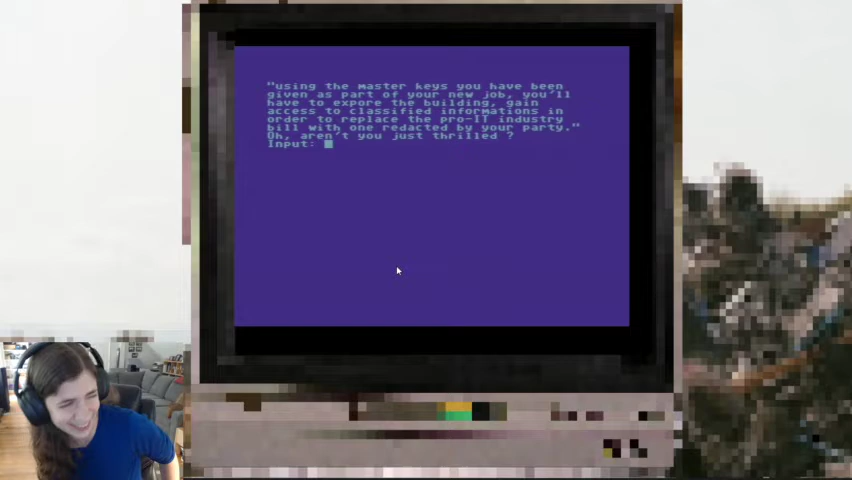 "using the master keys you have been
given as part of your new job, you'll
have to expore the building, gain
access to classified informations in
order to replace the pro-IT industry
bill with one redacted by your party."
Oh, aren't you just thrilled ?
Input: